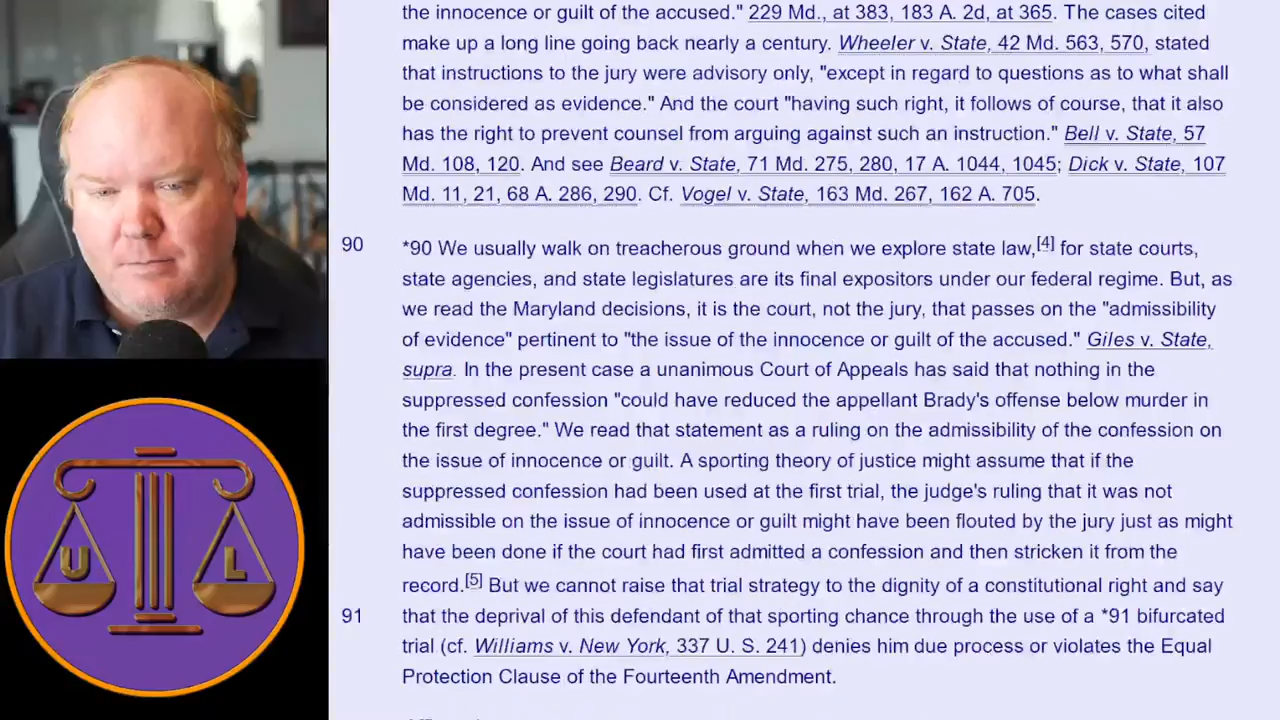 the innocence or guilt of the accused." 229 Md., at 383, 183 A. 2d, at 365. The cases cited
make up a long line going back nearly a century. Wheeler v. State, 42 Md. 563, 570, stated
that instructions to the jury were advisory only, "except in regard to questions as to what shall
be considered as evidence." And the court "having such right, it follows of course, that it also
has the right to prevent counsel from arguing against such an instruction." Bell v. State, 57
Md. 108, 120. And see Beard v. State, 71 Md. 275, 280, 17 A. 1044, 1045; Dick v. State, 107
Md. 11, 21, 68 A. 286, 290. Cf. Vogel v. State, 163 Md. 267, 162 A. 705.
90 *90 We usually walk on treacherous ground when we explore state law,[4] for state courts,
state agencies, and state legislatures are its final expositors under our federal regime. But, as
we read the Maryland decisions, it is the court, not the jury, that passes on the "admissibility
of evidence" pertinent to "the issue of the innocence or guilt of the accused." Giles v. State,
supra. In the present case a unanimous Court of Appeals has said that nothing in the
suppressed confession "could have reduced the appellant Brady's offense below murder in
the first degree." We read that statement as a ruling on the admissibility of the confession on
the issue of innocence or guilt. A sporting theory of justice might assume that if the
suppressed confession had been used at the first trial, the judge's ruling that it was not
admissible on the issue of innocence or guilt might have been flouted by the jury just as might
have been done if the court had first admitted a confession and then stricken it from the
record.[5] But we cannot raise that trial strategy to the dignity of a constitutional right and say
91 that the deprival of this defendant of that sporting chance through the use of a *91 bifurcated
trial (cf. Williams v. New York, 337 U. S. 241) denies him due process or violates the Equal
Protection Clause of the Fourteenth Amendment.
U L